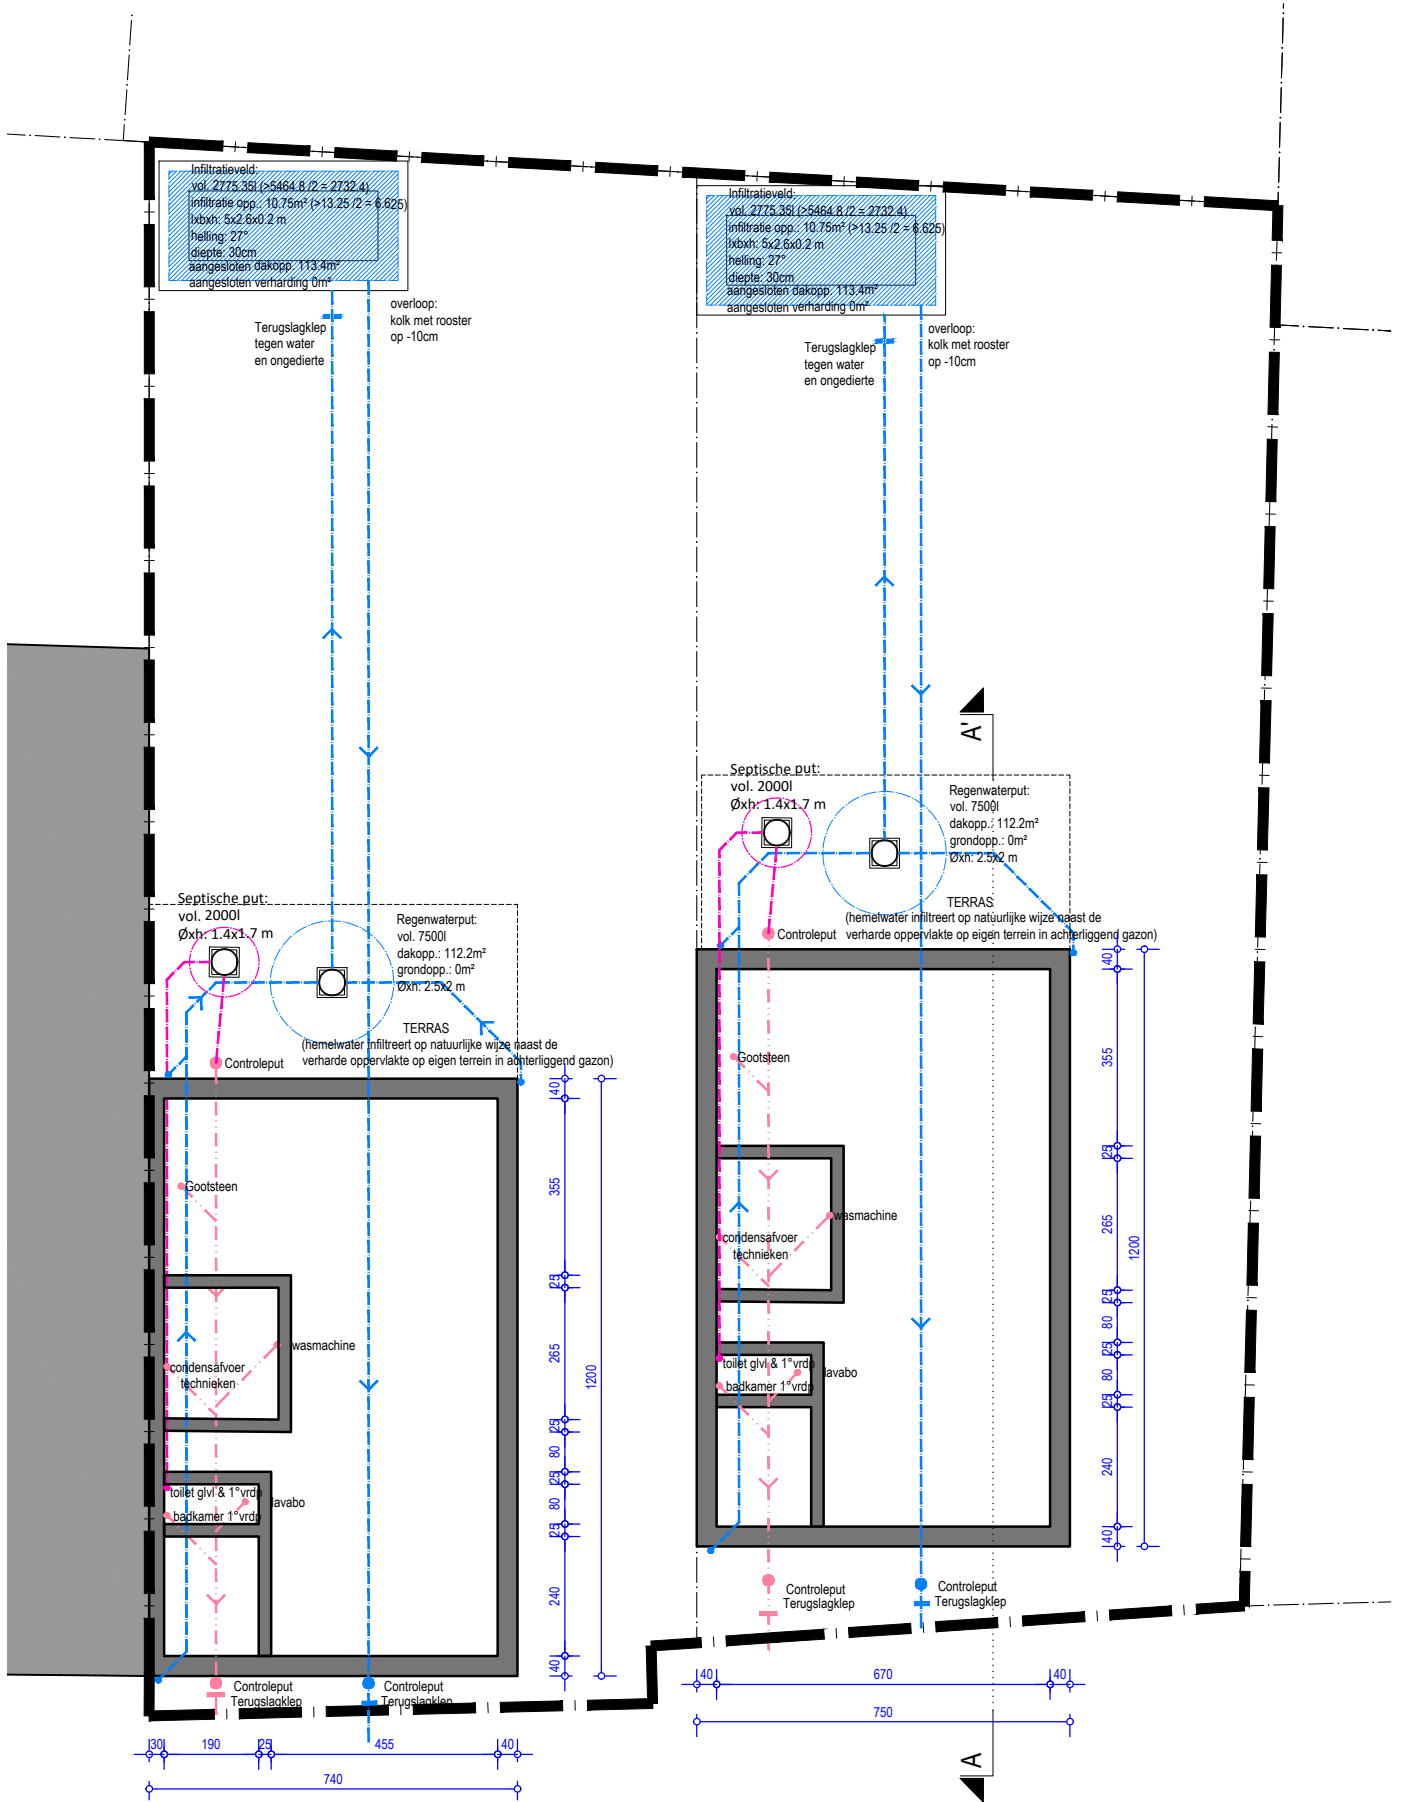 Infiltratieveld:
vol. 2775.35l (>5464.8 /2 = 2732.4)
infiltratie opp.: 10.75m² (>13.25 /2 = 6.625)
lxbxh: 5x2.6x0.2 m
helling: 27°
diepte: 30cm
aangesloten dakopp. 113.4m²
aangesloten verharding 0m²
Infiltratieveld:
vol. 2775.35l (>5464.8 /2 = 2732.4)
infiltratie opp.: 10.75m² (>13.25 /2 = 6.625)
lxbxh: 5x2.6x0.2 m
helling: 27°
diepte: 30cm
aangesloten dakopp. 113.4m²
aangesloten verharding 0m²
Terugslagklep
tegen water
en ongedierte
overloop:
kolk met rooster
op -10cm
Terugslagklep
tegen water
en ongedierte
overloop:
kolk met rooster
op -10cm
A'
Septische put:
vol. 2000l
Øxh: 1.4x1.7 m
Regenwaterput:
vol. 7500l
dakopp.: 112.2m²
grondopp.: 0m²
Øxh: 2.5x2 m
TERRAS
(hemelwater infiltreert op natuurlijke wijze naast de
verharde oppervlakte op eigen terrein in achterliggend gazon)
Controleput
Septische put:
vol. 2000l
Øxh: 1.4x1.7 m
Regenwaterput:
vol. 7500l
dakopp.: 112.2m²
grondopp.: 0m²
Øxh: 2.5x2 m
TERRAS
(hemelwater infiltreert op natuurlijke wijze naast de
verharde oppervlakte op eigen terrein in achterliggend gazon)
Controleput
Gootsteen
wasmachine
condensafvoer
technieken
toilet glvl & 1°vrdp
lavabo
badkamer 1°vrdp
Gootsteen
wasmachine
condensafvoer
technieken
toilet glvl & 1°vrdp
lavabo
badkamer 1°vrdp
40
355
25
265
25
80
25
80
25
240
40
1200
40
355
25
265
25
80
25
80
25
240
40
1200
Controleput
Terugslagklep
Controleput
Terugslagklep
Controleput
Terugslagklep
Controleput
Terugslagklep
40
670
40
750
30
190
25
455
40
740
A